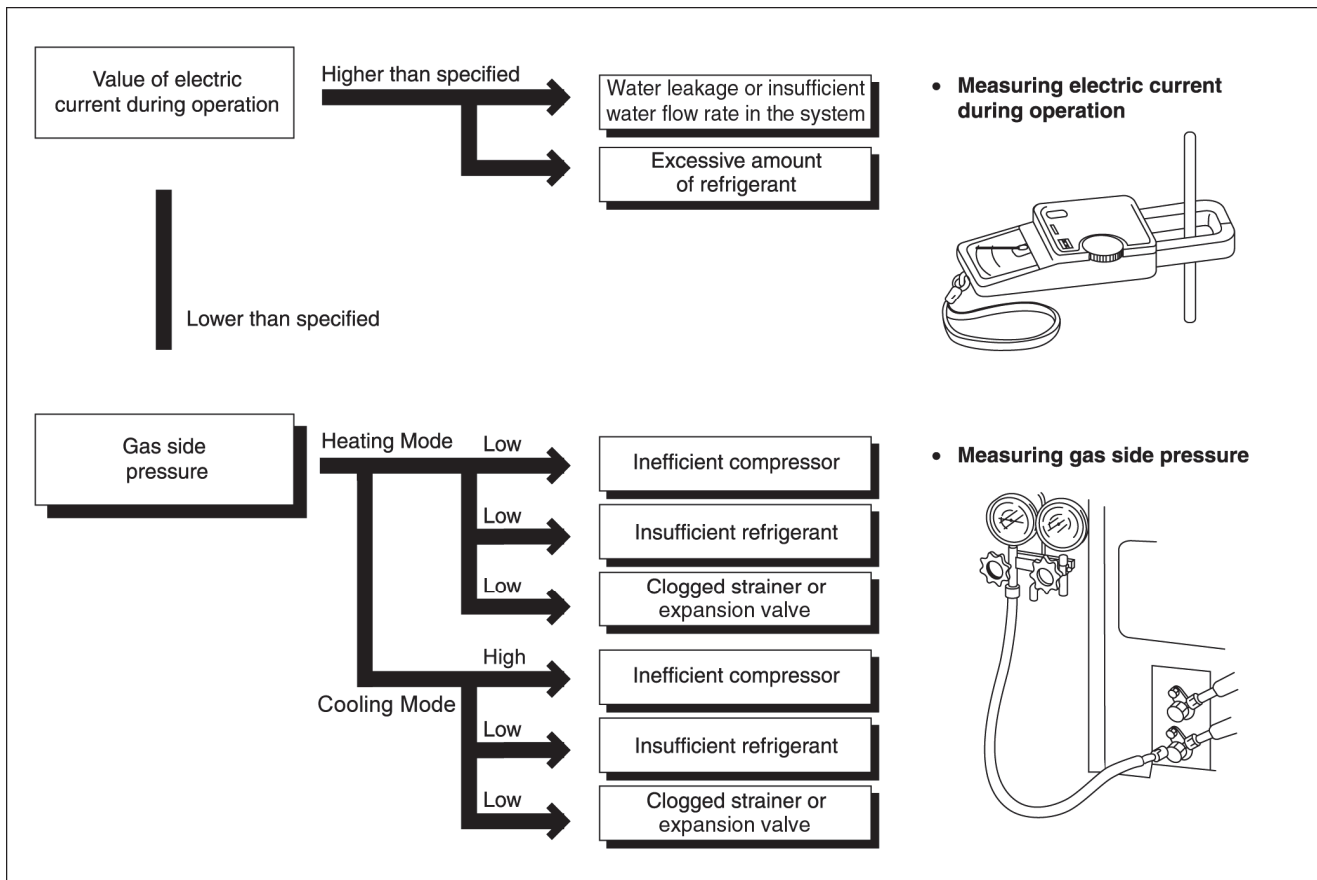 Value of electric
current during operation
Higher than specified
Water leakage or insufficient
water flow rate in the system
Excessive amount
of refrigerant
• Measuring electric current
during operation
Lower than specified
Gas side
pressure
Heating Mode
Low
Inefficient compressor
Low
Insufficient refrigerant
Low
Clogged strainer or
expansion valve
Cooling Mode
High
Inefficient compressor
Low
Insufficient refrigerant
Low
Clogged strainer or
expansion valve
• Measuring gas side pressure